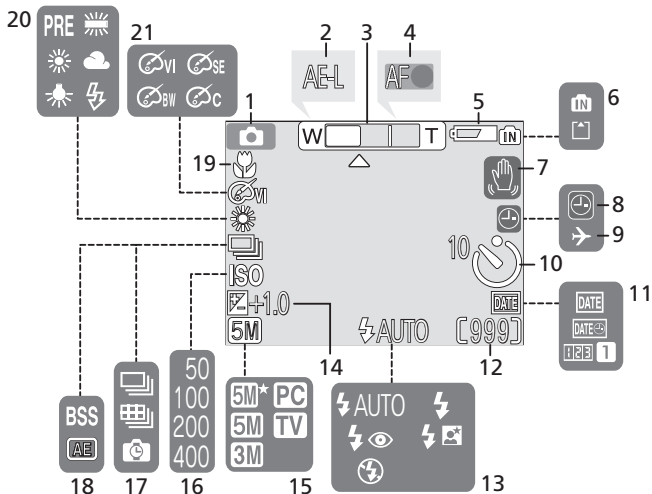 20 21 2 3 4
PRE
VI SE
BW C
AE-L AF
1 5 6
W T IN IN
19 7
VI
8
9
10 10
ISO
+1.0
DATE 11
DATE
5M AUTO [999] DATE
14 12 123 1
50
100
200
400
BSS
AE
5M★ PC
5M TV
3M
AUTO
18 17 16 15 13